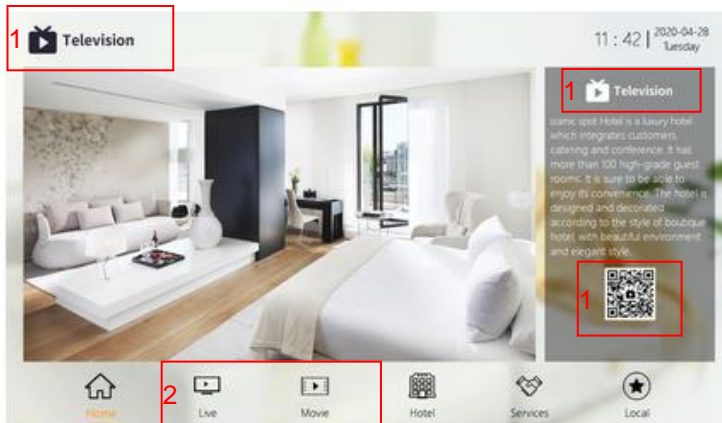 1 Television
11 : 42 | 2020-04-28
Tuesday
1 Television
scenic spot Hotel is a luxury hotel
which integrates customers,
catering and conference. It has
more than 100 high-grade guest
rooms. It is sure to be able to
enjoy its convenience. The hotel is
designed and decorated
according to the style of boutique
hotel, with beautiful environment
and elegant style.
1
2
Home
Live
Movie
Hotel
Services
Local